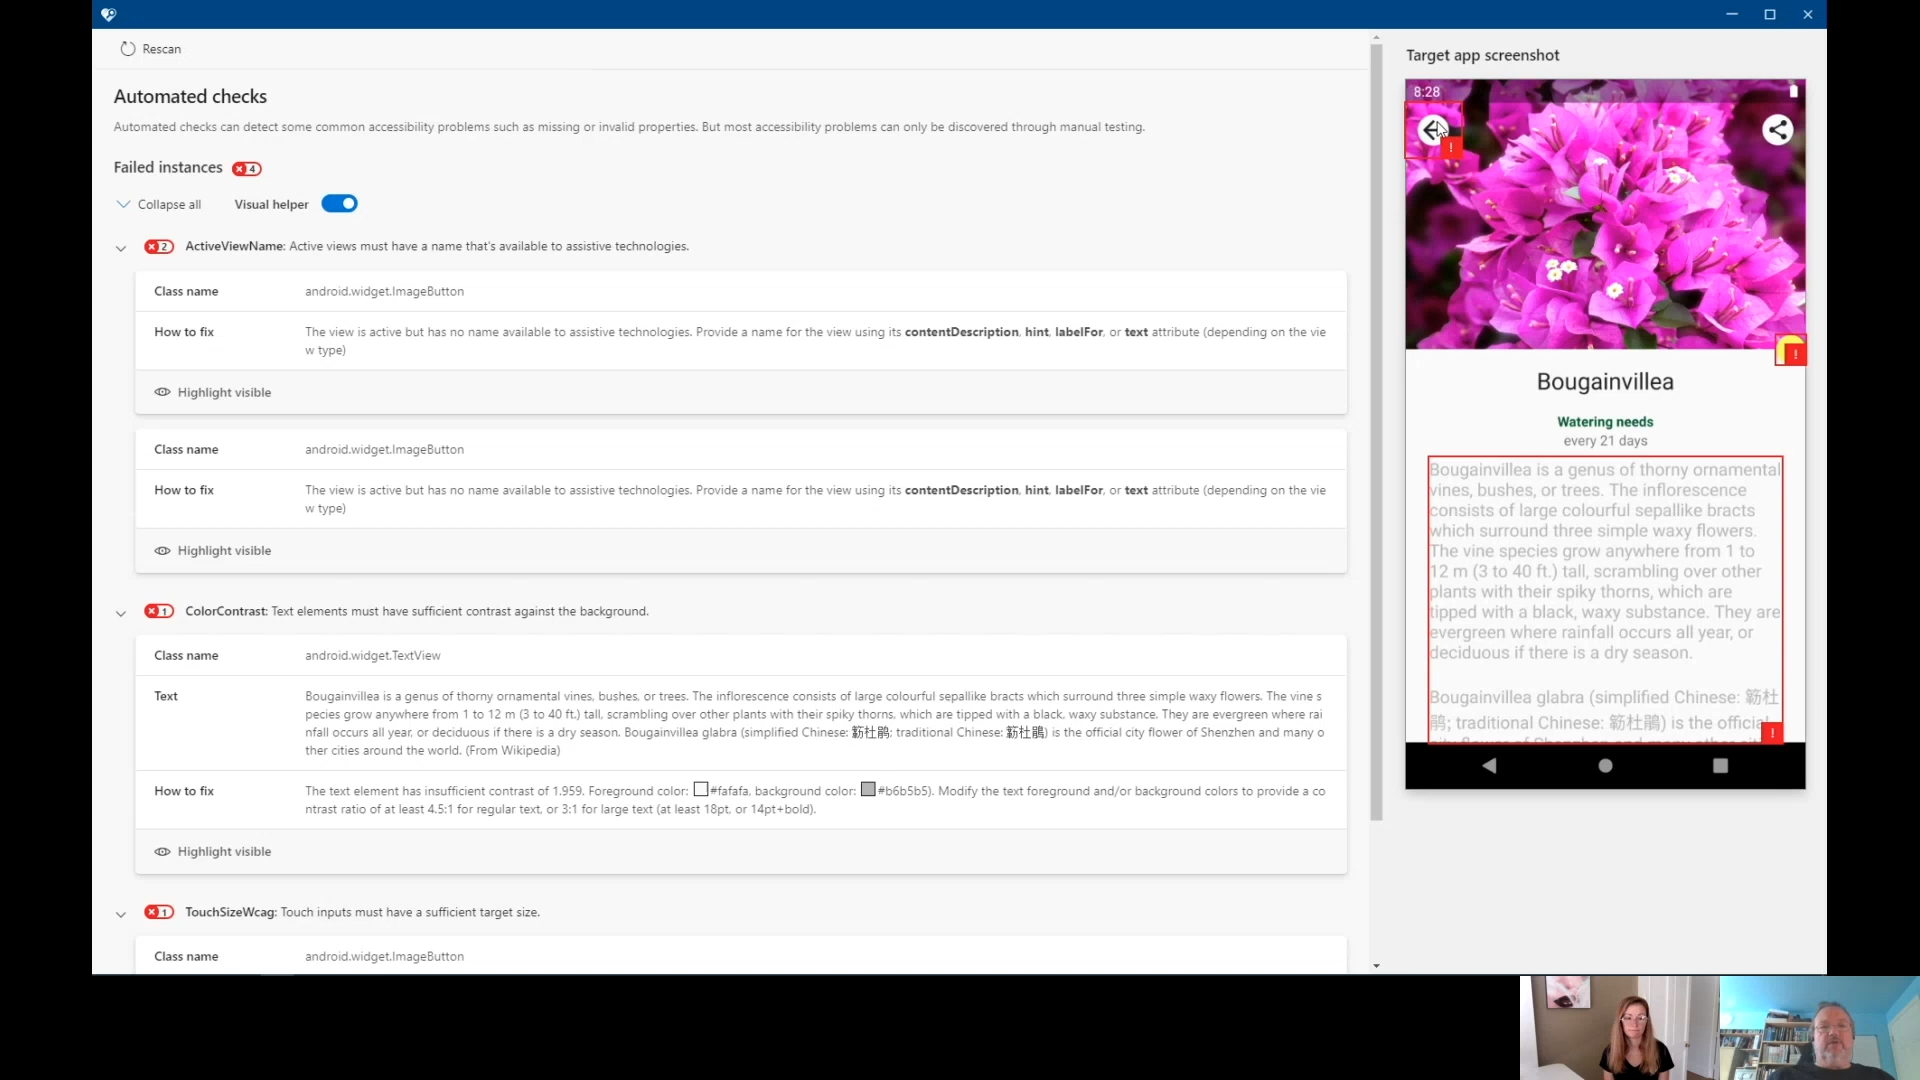 Rescan
Automated checks
Automated checks can detect some common accessibility problems such as missing or invalid properties. But most accessibility problems can only be discovered through manual testing.
Failed instances 4
Collapse all Visual helper
2 ActiveViewName: Active views must have a name that's available to assistive technologies.
Class name android.widget.ImageButton
How to fix The view is active but has no name available to assistive technologies. Provide a name for the view using its contentDescription, hint, labelFor, or text attribute (depending on the vie
w type)
Highlight visible
Class name android.widget.ImageButton
How to fix The view is active but has no name available to assistive technologies. Provide a name for the view using its contentDescription, hint, labelFor, or text attribute (depending on the vie
w type)
Highlight visible
1 ColorContrast: Text elements must have sufficient contrast against the background.
Class name android.widget.TextView
Text Bougainvillea is a genus of thorny ornamental vines, bushes, or trees. The inflorescence consists of large colourful sepallike bracts which surround three simple waxy flowers. The vine s
pecies grow anywhere from 1 to 12 m (3 to 40 ft.) tall, scrambling over other plants with their spiky thorns, which are tipped with a black, waxy substance. They are evergreen where rai
nfall occurs all year, or deciduous if there is a dry season. Bougainvillea glabra (simplified Chinese: 簕杜鹃; traditional Chinese: 簕杜鵑) is the official city flower of Shenzhen and many o
ther cities around the world. (From Wikipedia)
How to fix The text element has insufficient contrast of 1.959. Foreground color: #fafafa, background color: #b6b5b5). Modify the text foreground and/or background colors to provide a co
ntrast ratio of at least 4.5:1 for regular text, or 3:1 for large text (at least 18pt, or 14pt+bold).
Highlight visible
1 TouchSizeWcag: Touch inputs must have a sufficient target size.
Class name android.widget.ImageButton
Target app screenshot
8:28
!
!
Bougainvillea
Watering needs
every 21 days
Bougainvillea is a genus of thorny ornamental
vines, bushes, or trees. The inflorescence
consists of large colourful sepallike bracts
which surround three simple waxy flowers.
The vine species grow anywhere from 1 to
12 m (3 to 40 ft.) tall, scrambling over other
plants with their spiky thorns, which are
tipped with a black, waxy substance. They are
evergreen where rainfall occurs all year, or
deciduous if there is a dry season.
Bougainvillea glabra (simplified Chinese: 簕杜
鹃; traditional Chinese: 簕杜鵑) is the official
city flower of Shenzhen and many other
!